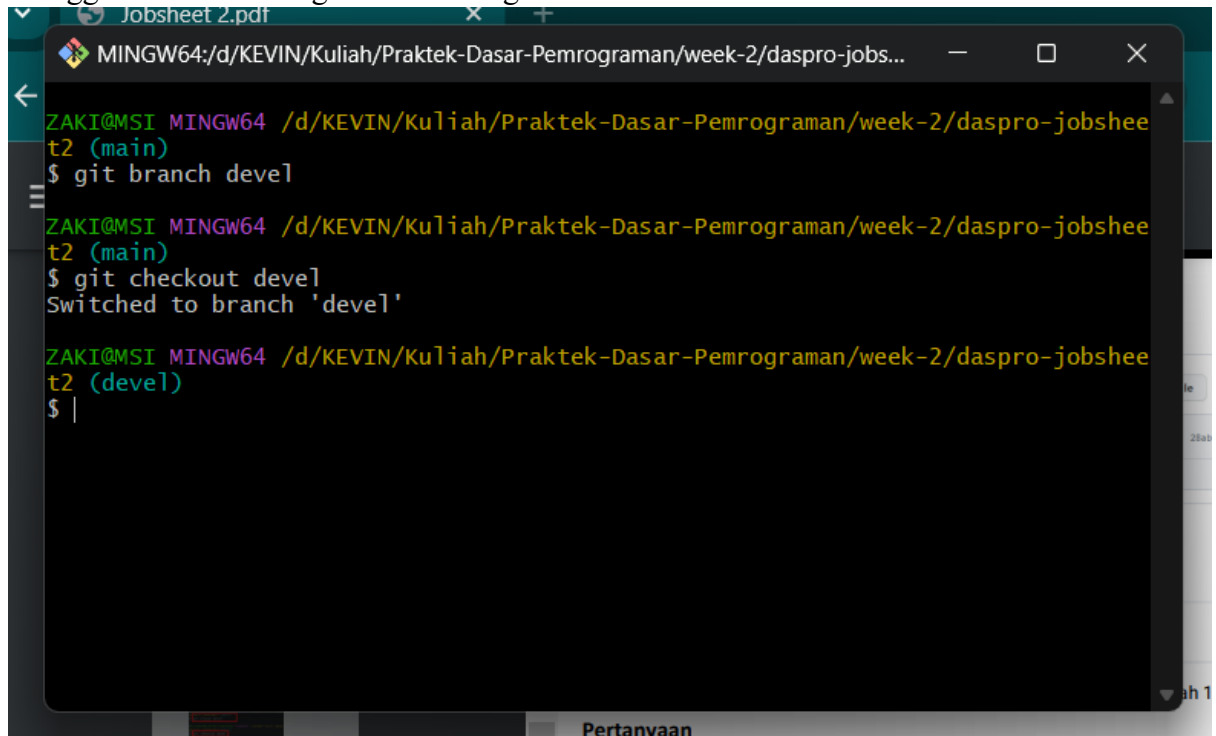 Jobsheet 2.pdf
MINGW64:/d/KEVIN/Kuliah/Praktek-Dasar-Pemrograman/week-2/daspro-jobs...
ZAKI@MSI MINGW64 /d/KEVIN/Kuliah/Praktek-Dasar-Pemrograman/week-2/daspro-jobshee
t2 (main)
$ git branch devel
ZAKI@MSI MINGW64 /d/KEVIN/Kuliah/Praktek-Dasar-Pemrograman/week-2/daspro-jobshee
t2 (main)
$ git checkout devel
Switched to branch 'devel'
ZAKI@MSI MINGW64 /d/KEVIN/Kuliah/Praktek-Dasar-Pemrograman/week-2/daspro-jobshee
t2 (devel)
$
Pertanyaan